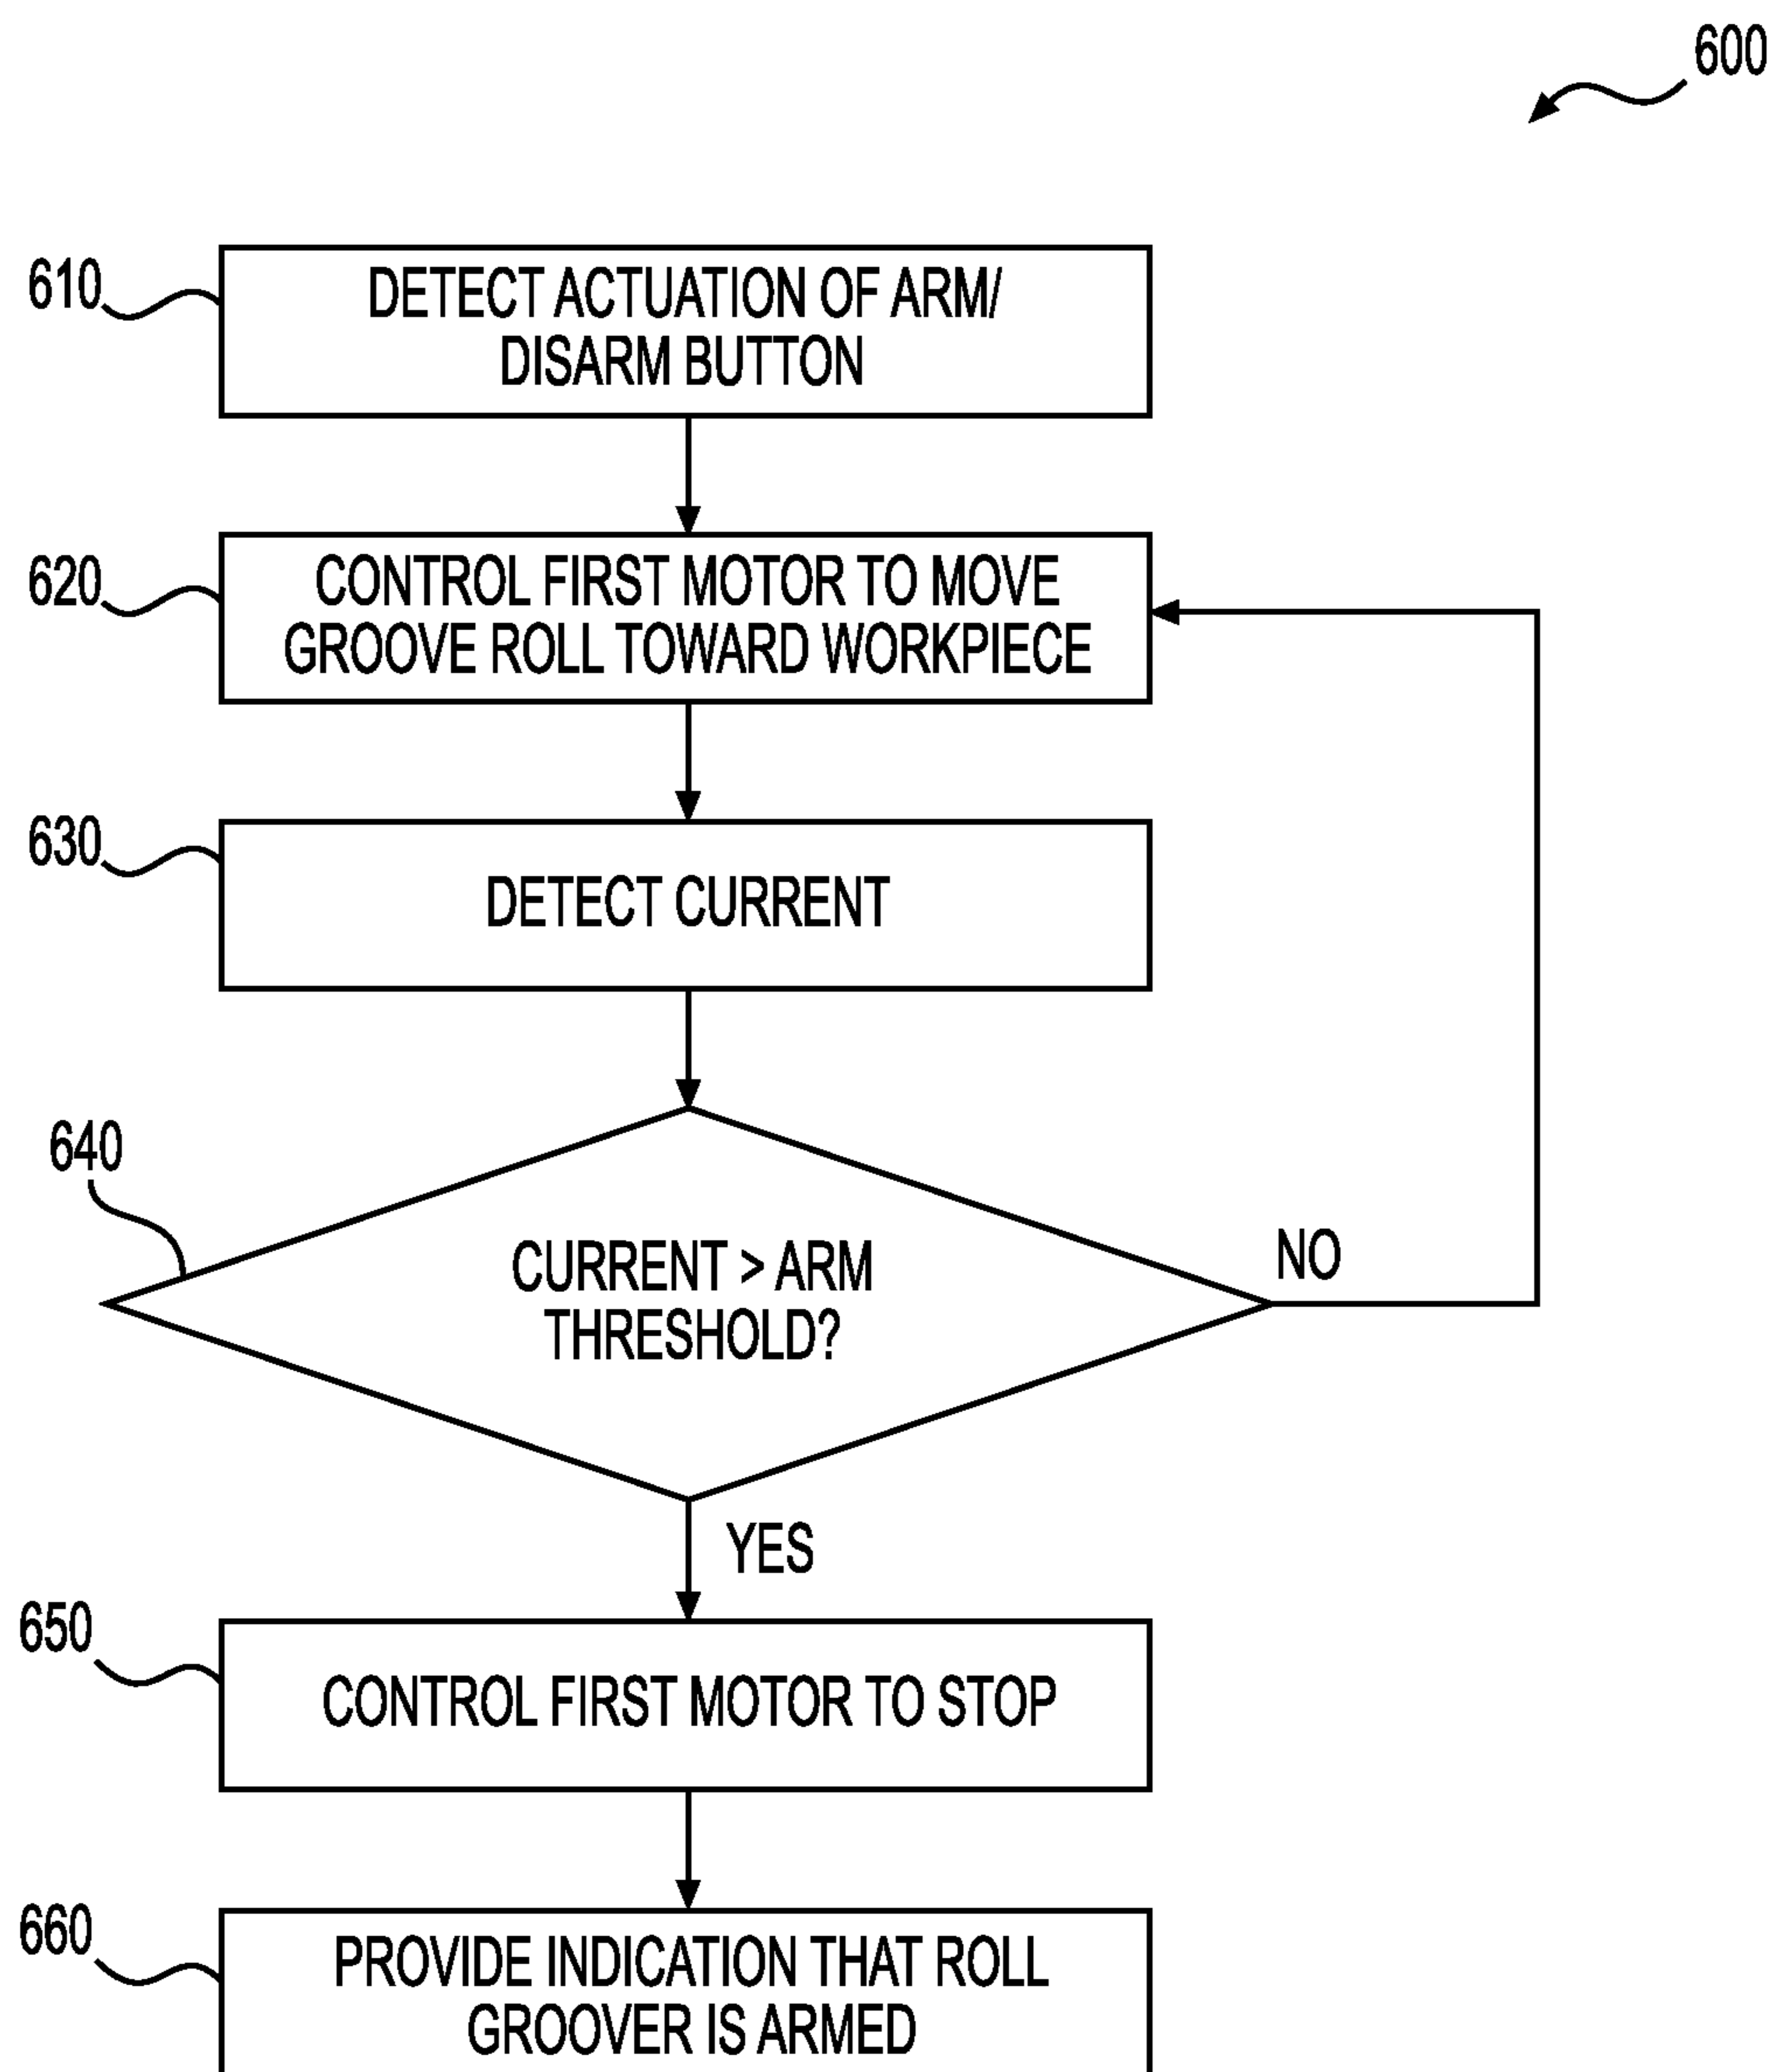 600
610
DETECT ACTUATION OF ARM/
DISARM BUTTON
620
CONTROL FIRST MOTOR TO MOVE
GROOVE ROLL TOWARD WORKPIECE
630
DETECT CURRENT
640
CURRENT > ARM
THRESHOLD?
NO
YES
650
CONTROL FIRST MOTOR TO STOP
660
PROVIDE INDICATION THAT ROLL
GROOVER IS ARMED